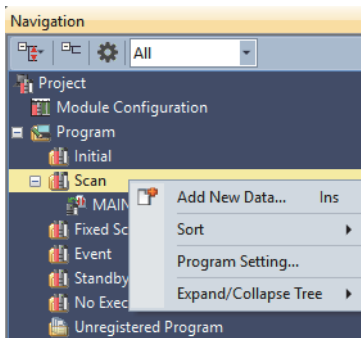 Navigation
All
Project
Module Configuration
Program
Initial
Scan
MAIN
Add New Data... Ins
Fixed Sc
Sort
Event
Program Setting...
Standby
Expand/Collapse Tree
No Exec
Unregistered Program